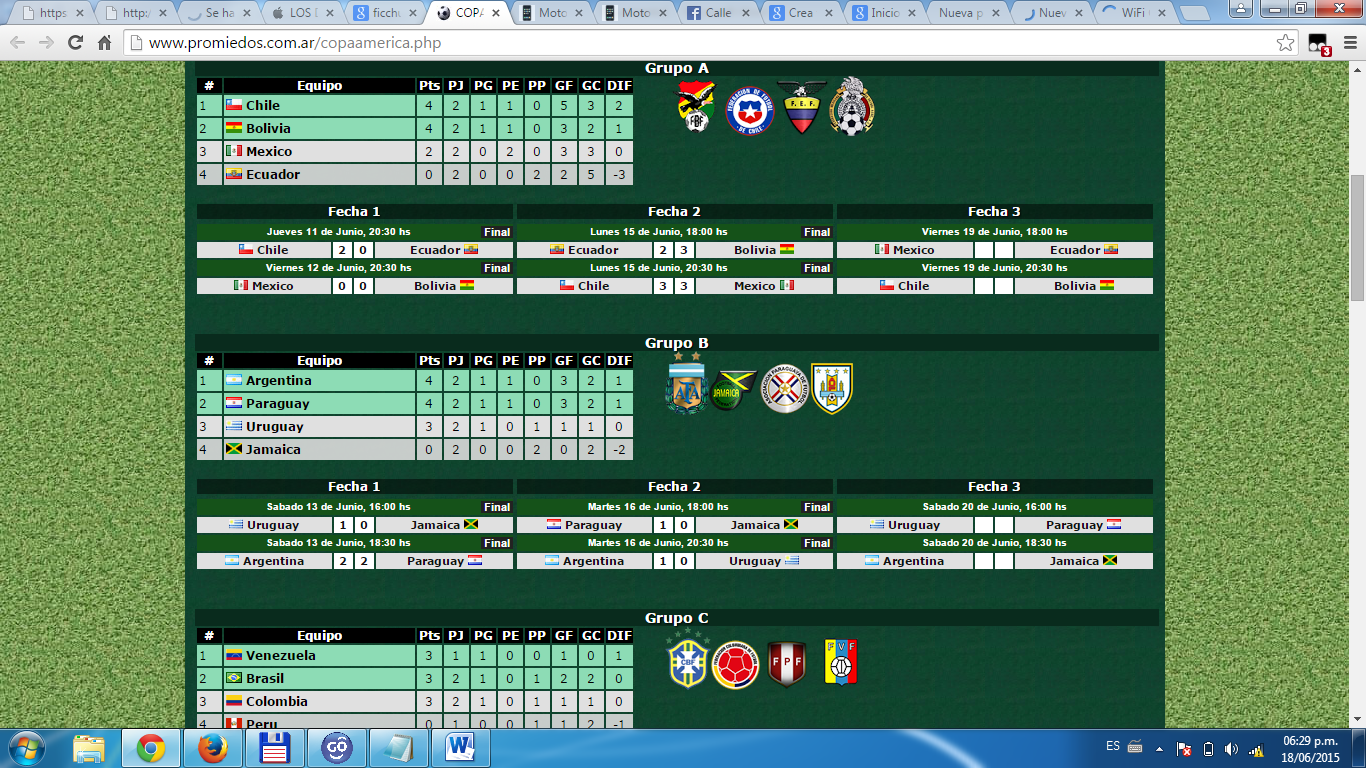 https
http:/
Se ha
LOS D
ficchu
COPA
Moto
Moto
Calle
Crea
Inicio
Nueva p
Nuev
WiFi
www.promiedos.com.ar/copaamerica.php
3
Grupo A
# Equipo Pts PJ PG PE PP GF GC DIF
1 Chile 4 2 1 1 0 5 3 2
2 Bolivia 4 2 1 1 0 3 2 1
3 Mexico 2 2 0 2 0 3 3 0
4 Ecuador 0 2 0 0 2 2 5 -3
FBF
FEDERACION DE FUTBOL DE CHILE
F. E. F.
Fecha 1 Fecha 2 Fecha 3
Jueves 11 de Junio, 20:30 hs Final Lunes 15 de Junio, 18:00 hs Final Viernes 19 de Junio, 18:00 hs
Chile 2 0 Ecuador Ecuador 2 3 Bolivia Mexico Ecuador
Viernes 12 de Junio, 20:30 hs Final Lunes 15 de Junio, 20:30 hs Final Viernes 19 de Junio, 20:30 hs
Mexico 0 0 Bolivia Chile 3 3 Mexico Chile Bolivia
Grupo B
# Equipo Pts PJ PG PE PP GF GC DIF
1 Argentina 4 2 1 1 0 3 2 1
2 Paraguay 4 2 1 1 0 3 2 1
3 Uruguay 3 2 1 0 1 1 1 0
4 Jamaica 0 2 0 0 2 0 2 -2
AFA
JAMAICA
ASOCIACION PARAGUAYA DE FUTBOL
Fecha 1 Fecha 2 Fecha 3
Sabado 13 de Junio, 16:00 hs Final Martes 16 de Junio, 18:00 hs Final Sabado 20 de Junio, 16:00 hs
Uruguay 1 0 Jamaica Paraguay 1 0 Jamaica Uruguay Paraguay
Sabado 13 de Junio, 18:30 hs Final Martes 16 de Junio, 20:30 hs Final Sabado 20 de Junio, 18:30 hs
Argentina 2 2 Paraguay Argentina 1 0 Uruguay Argentina Jamaica
Grupo C
# Equipo Pts PJ PG PE PP GF GC DIF
1 Venezuela 3 1 1 0 0 1 0 1
2 Brasil 3 2 1 0 1 2 2 0
3 Colombia 3 2 1 0 1 1 1 0
4 Peru 0 1 0 0 1 1 2 -1
CBF
F P F
F V F
ES
06:29 p.m.
18/06/2015